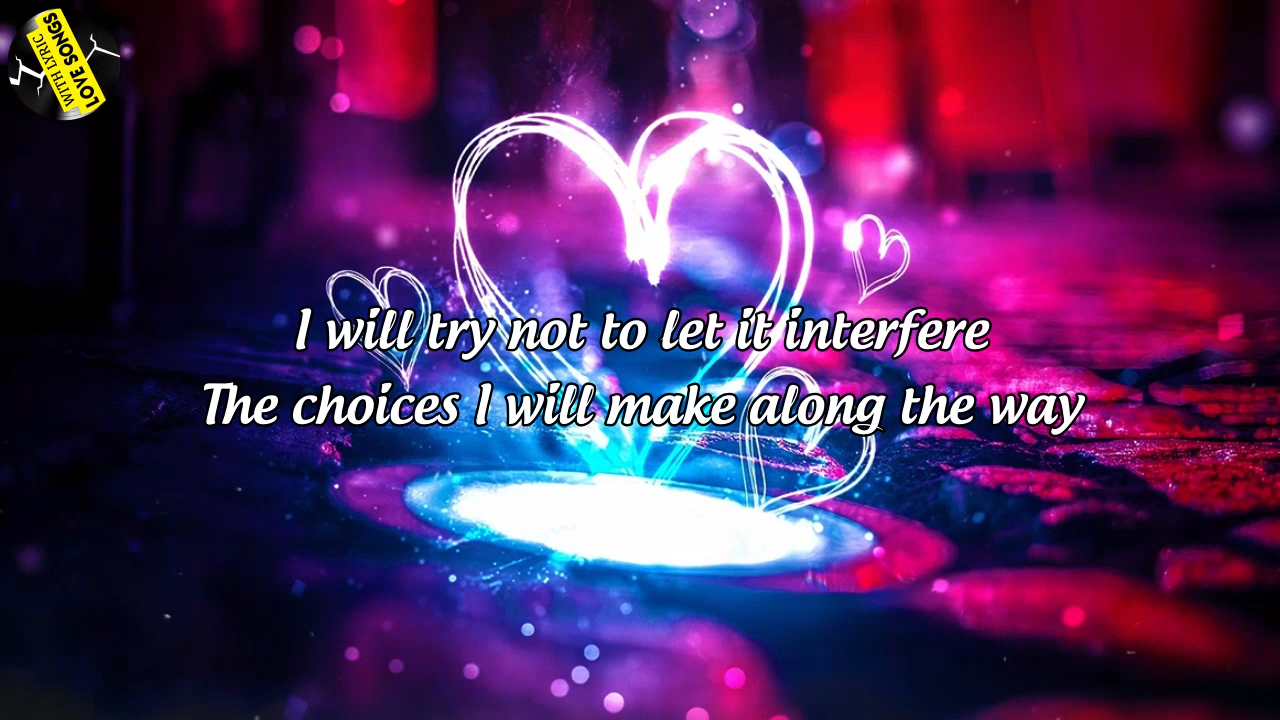 LOVE SONGS
WITH LYRIC
I will try not to let it interfere
The choices I will make along the way